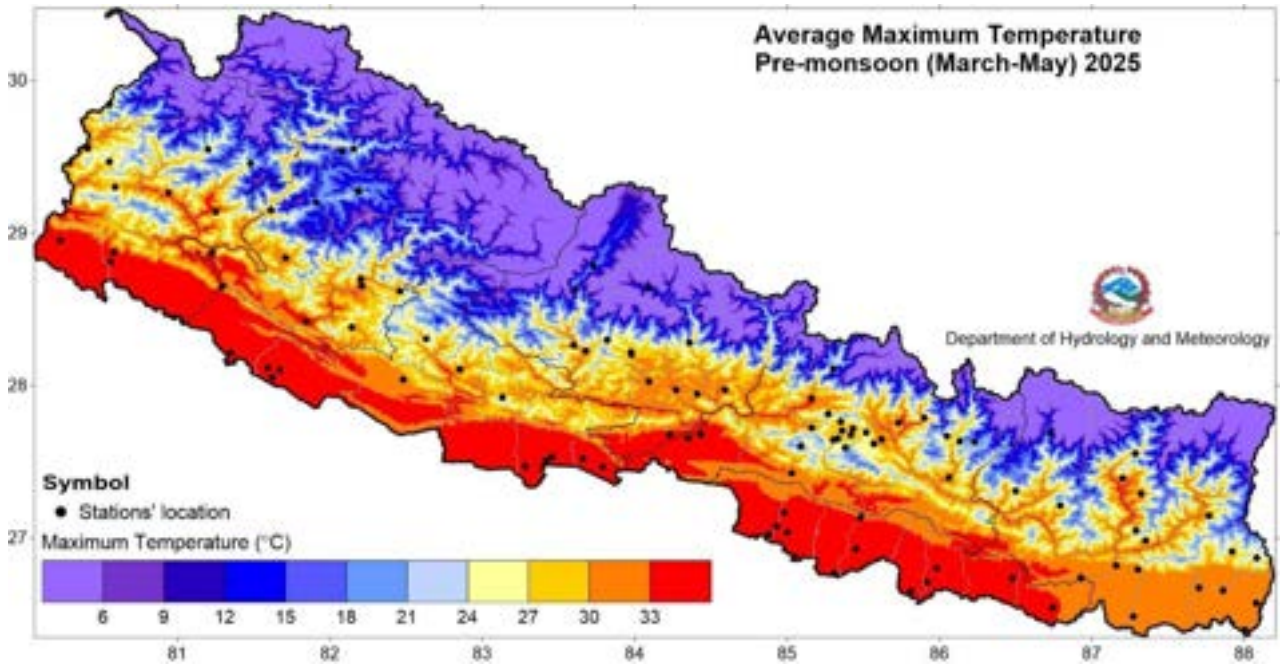 Average Maximum Temperature
Pre-monsoon (March-May) 2025
30
29
28
27
Department of Hydrology and Meteorology
Symbol
Stations' location
Maximum Temperature (°C)
6 9 12 15 18 21 24 27 30 33
81 82 83 84 85 86 87 88